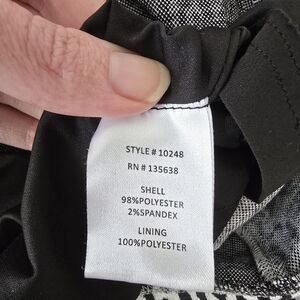 STYLE # 10248
RN # 135638
SHELL
98%POLYESTER
2%SPANDEX
LINING
100%POLYESTER